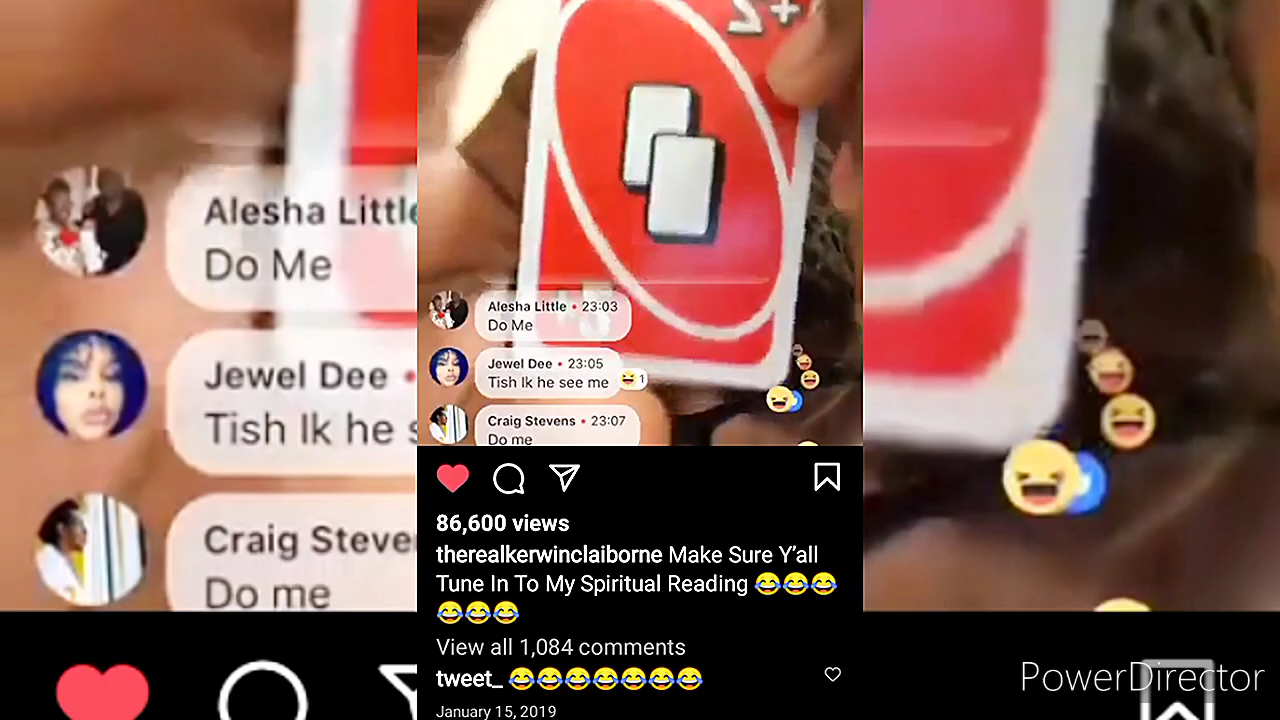 +2
Alesha Little
Do Me
Jewel Dee •
Tish Ik he s
Craig Steve
Do me
Alesha Little • 23:03
Do Me
Jewel Dee • 23:05
Tish Ik he see me
😆 1
Craig Stevens • 23:07
Do me
86,600 views
therealkerwinclaiborne Make Sure Y'all
Tune In To My Spiritual Reading 😂😂😂
😂😂😂
View all 1,084 comments
tweet_ 😂😂😂😂😂😂😂
January 15, 2019
PowerDirector